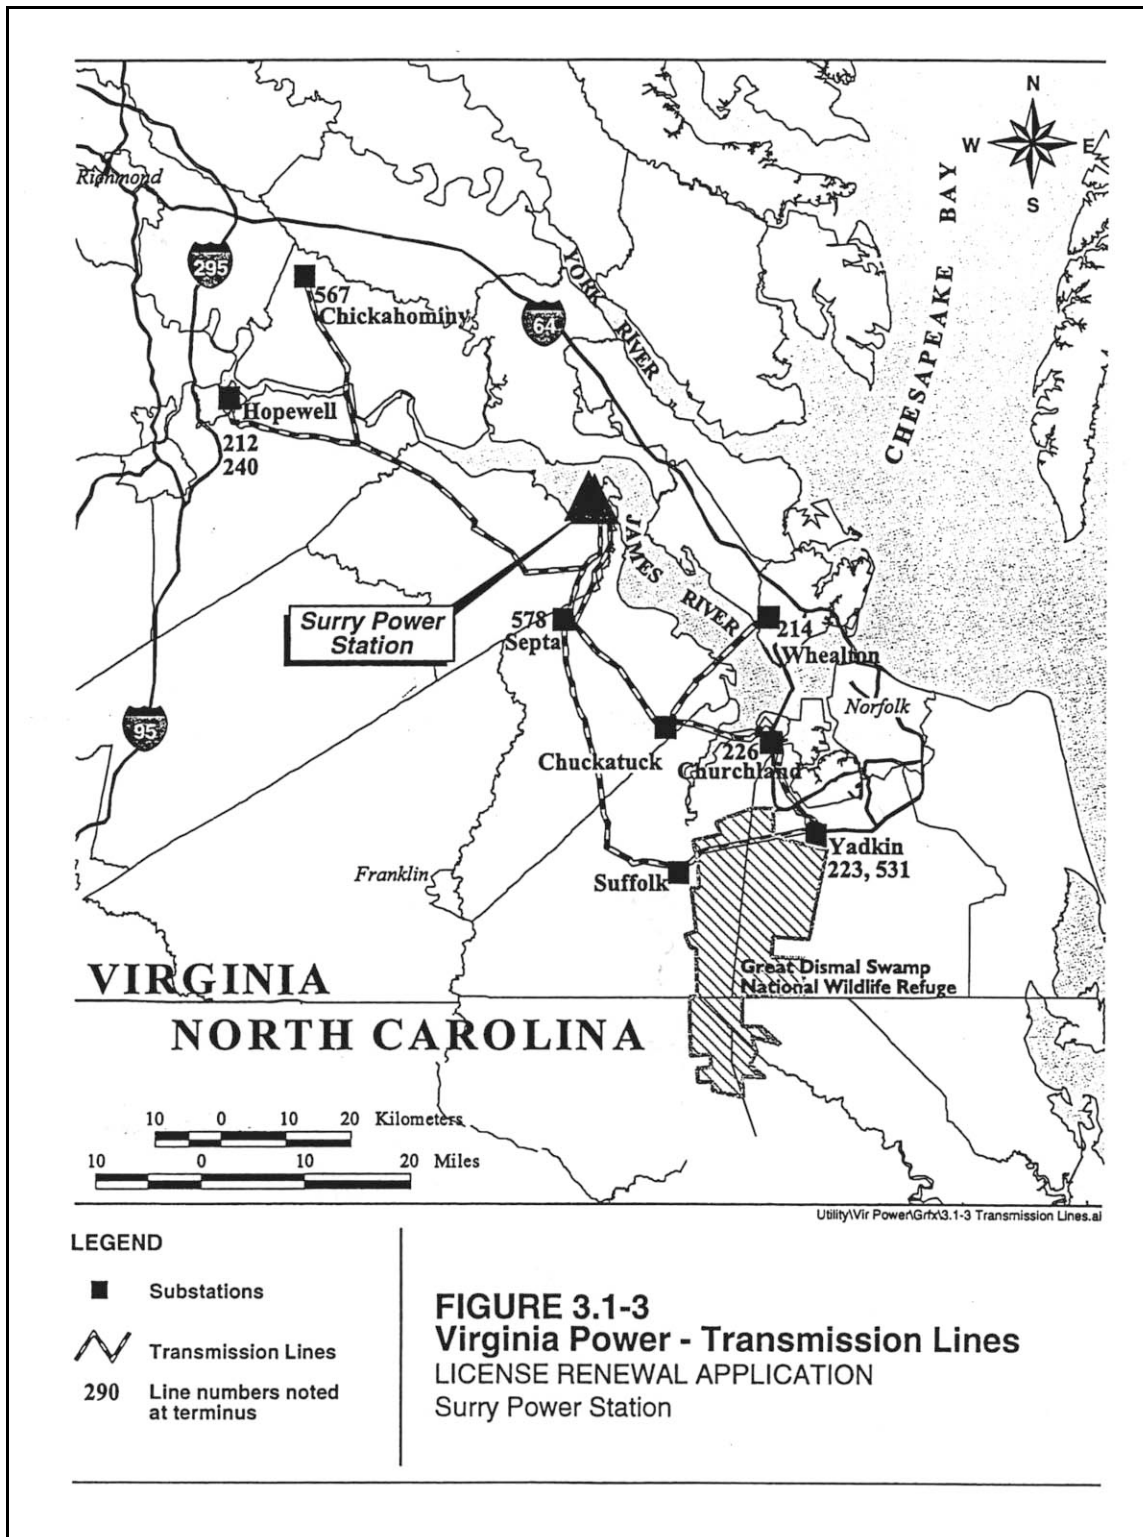 N
W
E
S
Richmond
295
567
Chickahominy
64
YORK
RIVER
CHESAPEAKE BAY
Hopewell
212
240
JAMES
RIVER
Surry Power
Station
578
Septa
214
Whealton
Norfolk
95
Chuckatuck
226
Churchland
Yadkin
223, 531
Franklin
Suffolk
Great Dismal Swamp
National Wildlife Refuge
VIRGINIA
NORTH CAROLINA
10 0 10 20 Kilometers
10 0 10 20 Miles
Utility\Vir Power\Grfx\3.1-3 Transmission Lines.ai
LEGEND
Substations
Transmission Lines
290 Line numbers noted
at terminus
FIGURE 3.1-3
Virginia Power - Transmission Lines
LICENSE RENEWAL APPLICATION
Surry Power Station